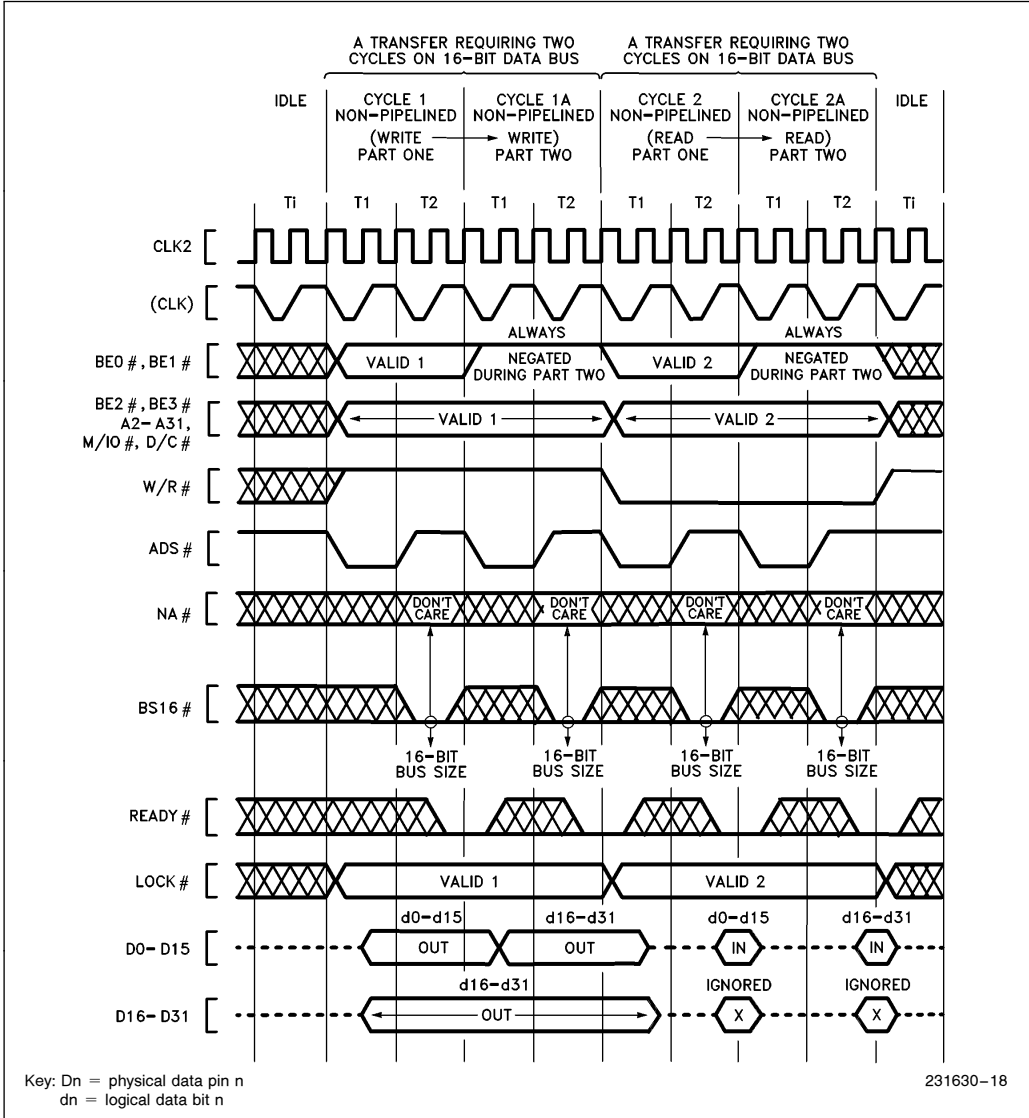 A TRANSFER REQUIRING TWO
CYCLES ON 16-BIT DATA BUS
A TRANSFER REQUIRING TWO
CYCLES ON 16-BIT DATA BUS
IDLE
CYCLE 1
NON-PIPELINED
(WRITE
PART ONE
CYCLE 1A
NON-PIPELINED
WRITE)
PART TWO
CYCLE 2
NON-PIPELINED
(READ
PART ONE
CYCLE 2A
NON-PIPELINED
READ)
PART TWO
IDLE
Ti T1 T2 T1 T2 T1 T2 T1 T2 Ti
CLK2
(CLK)
BE0#, BE1#
VALID 1
ALWAYS
NEGATED
DURING PART TWO
VALID 2
ALWAYS
NEGATED
DURING PART TWO
BE2#, BE3#
A2-A31,
M/IO#, D/C#
VALID 1
VALID 2
W/R#
ADS#
NA#
DON'T
CARE
DON'T
CARE
DON'T
CARE
DON'T
CARE
BS16#
16-BIT
BUS SIZE
16-BIT
BUS SIZE
16-BIT
BUS SIZE
16-BIT
BUS SIZE
READY#
LOCK#
VALID 1
VALID 2
d0-d15 d16-d31 d0-d15 d16-d31
D0-D15
OUT OUT IN IN
d16-d31 IGNORED IGNORED
D16-D31
OUT X X
Key: Dn = physical data pin n
dn = logical data bit n
231630-18